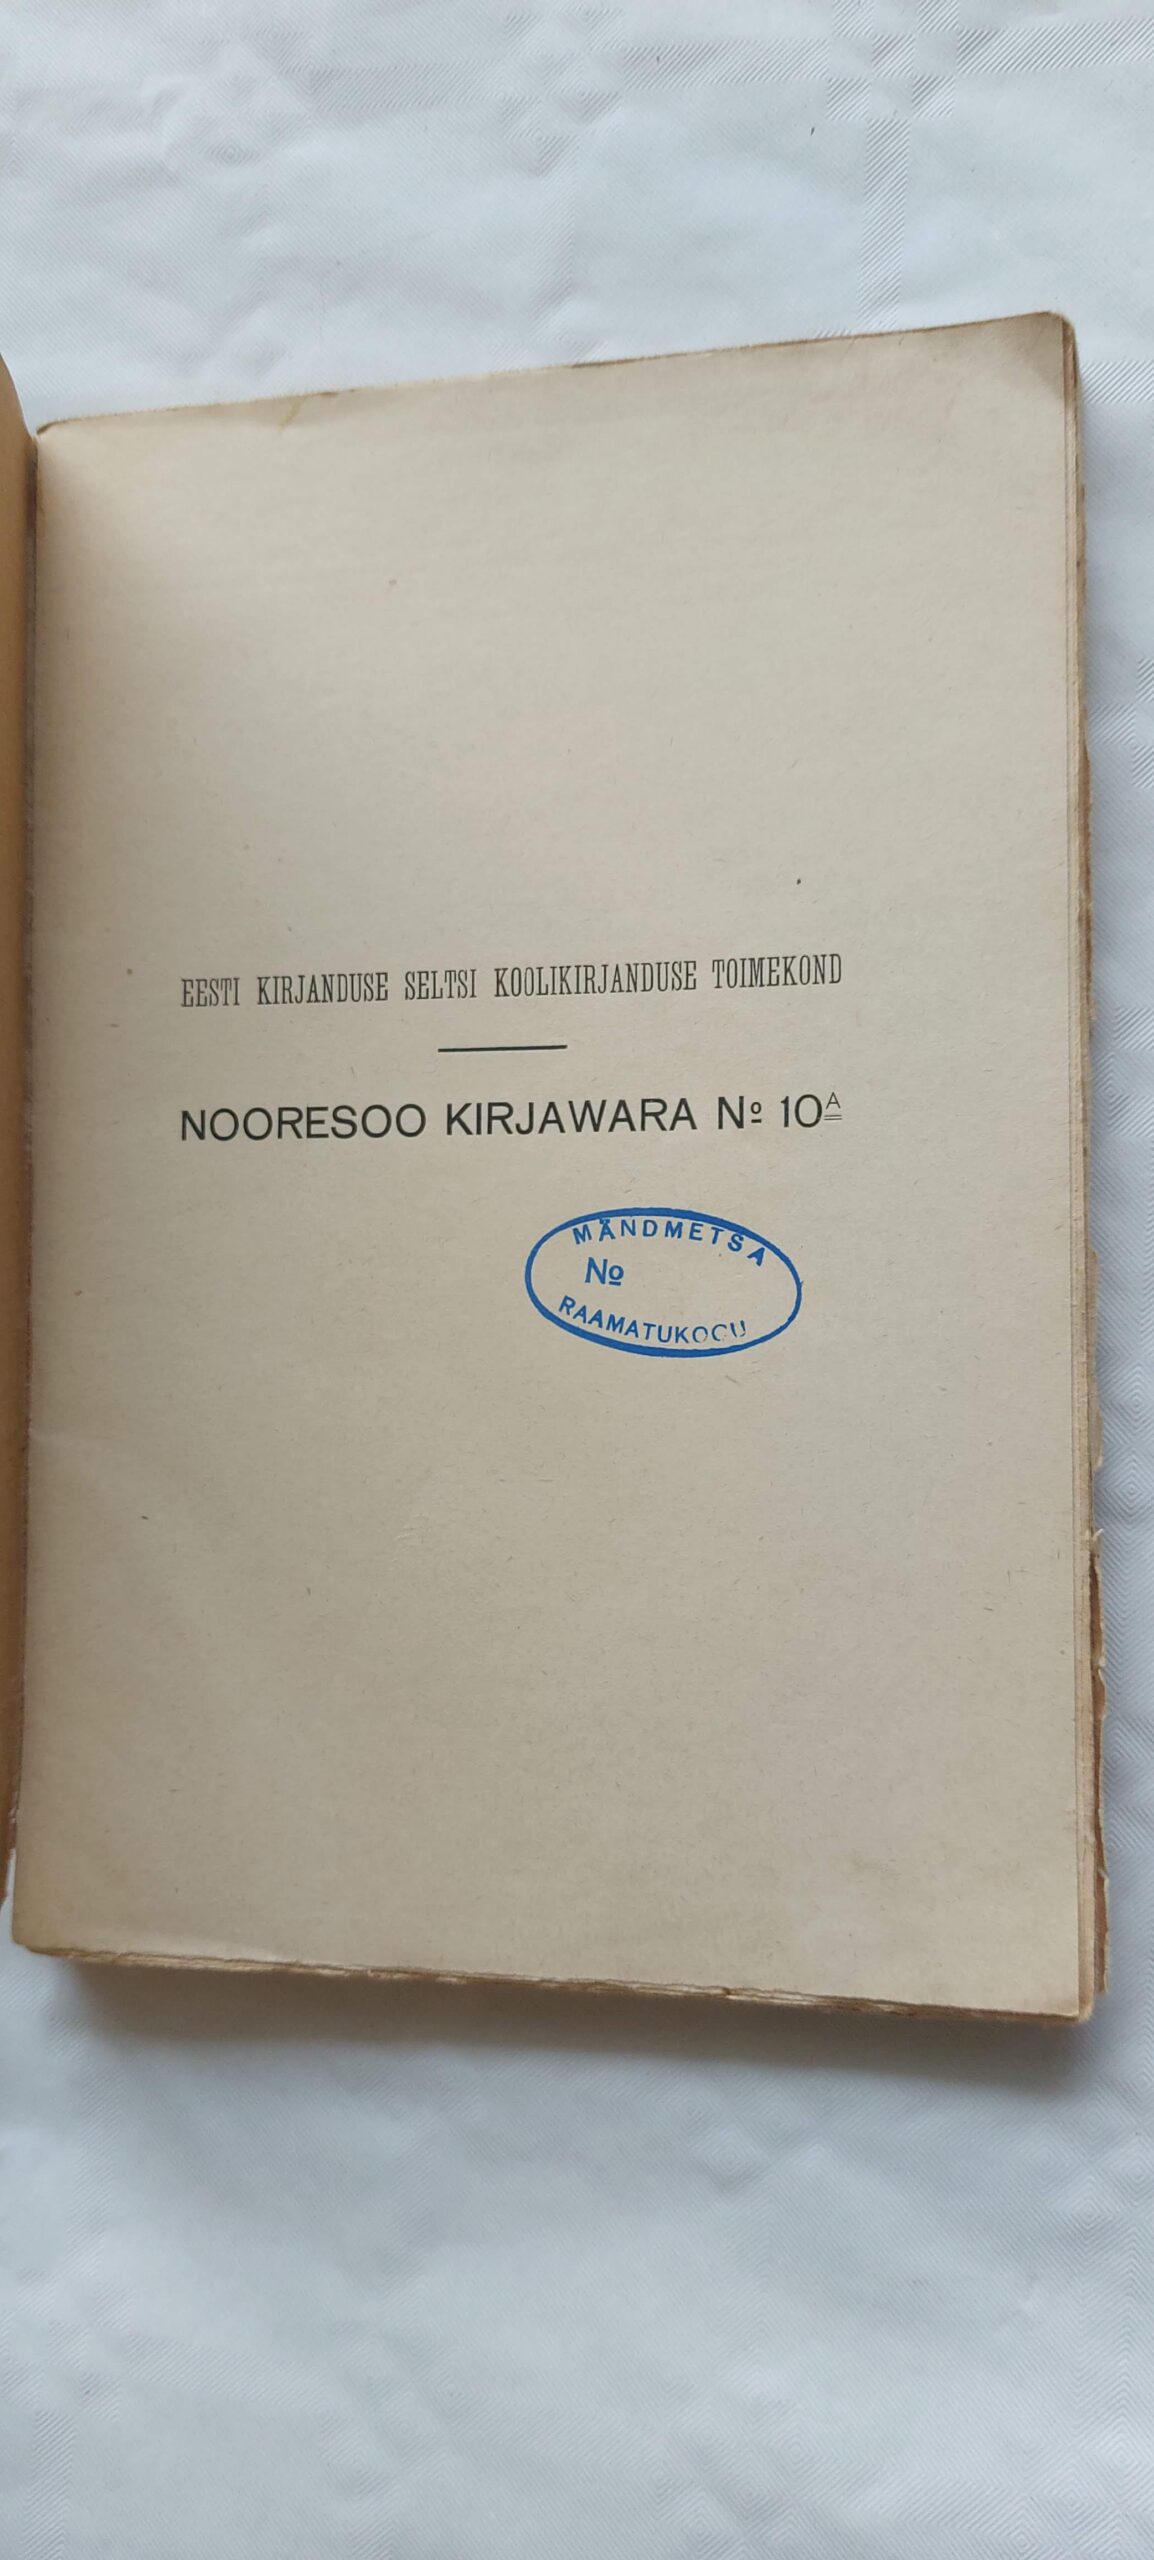 EESTI KIRJANDUSE SELTSI KOOLIKIRJANDUSE TOIMEKOND
NOORESOO KIRJAWARA Nº 10A
MÄNDMETSA
Nº
RAAMATUKOGU